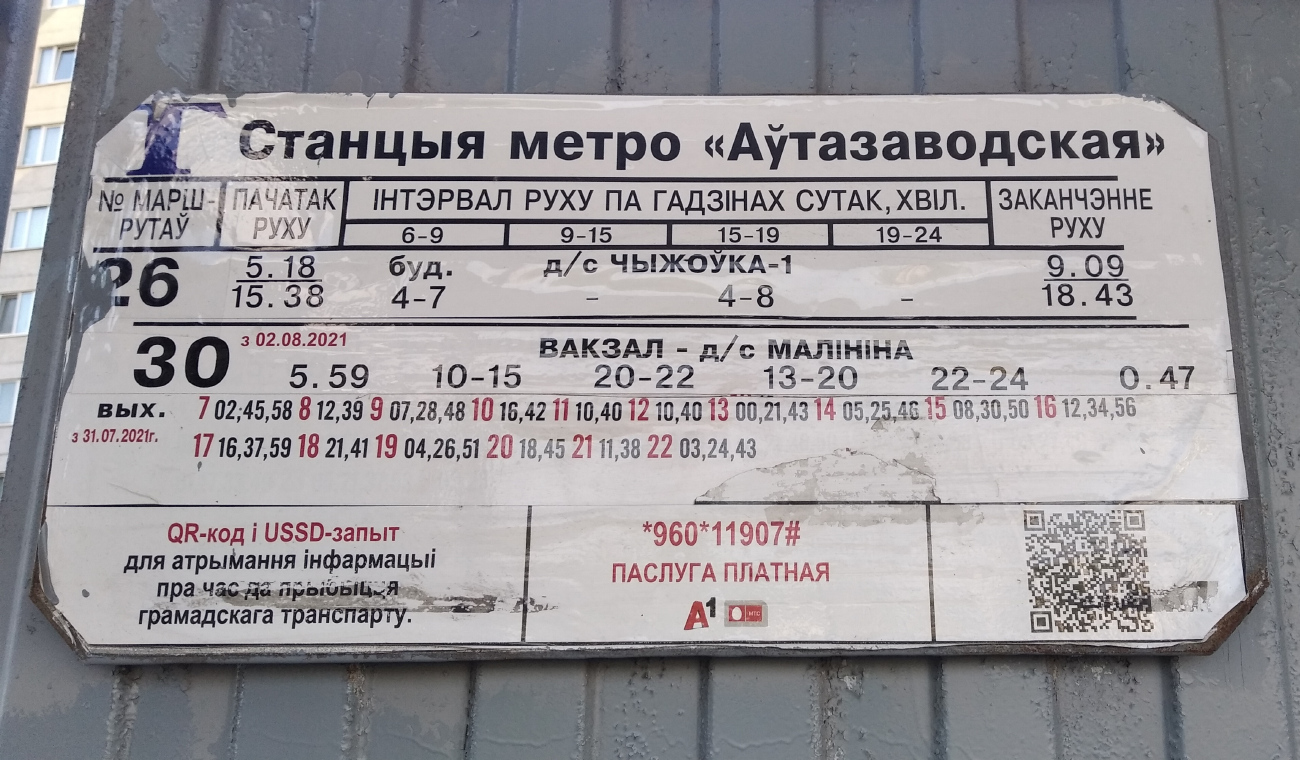 Т Станцыя метро «Аўтазаводская»
№ МАРШ-
РУТАЎ
ПАЧАТАК
РУХУ
ІНТЭРВАЛ РУХУ ПА ГАДЗІНАХ СУТАК, ХВІЛ.
6-9 9-15 15-19 19-24
ЗАКАНЧЭННЕ
РУХУ
26 5.18 буд. д/с ЧЫЖОЎКА-1 9.09
15.38 4-7 – 4-8 – 18.43
30 з 02.08.2021 ВАКЗАЛ - д/с МАЛІНІНА
5.59 10-15 20-22 13-20 22-24 0.47
вых. 7 02,45,58 8 12,39 9 07,28,48 10 16,42 11 10,40 12 10,40 13 00,21,43 14 05,25,46 15 08,30,50 16 12,34,56
з 31.07.2021г. 17 16,37,59 18 21,41 19 04,26,51 20 18,45 21 11,38 22 03,24,43
QR-код і USSD-запыт
для атрымання інфармацыі
пра час да прыбыцця
грамадскага транспарту.
*960*11907#
ПАСЛУГА ПЛАТНАЯ
А1 МТС